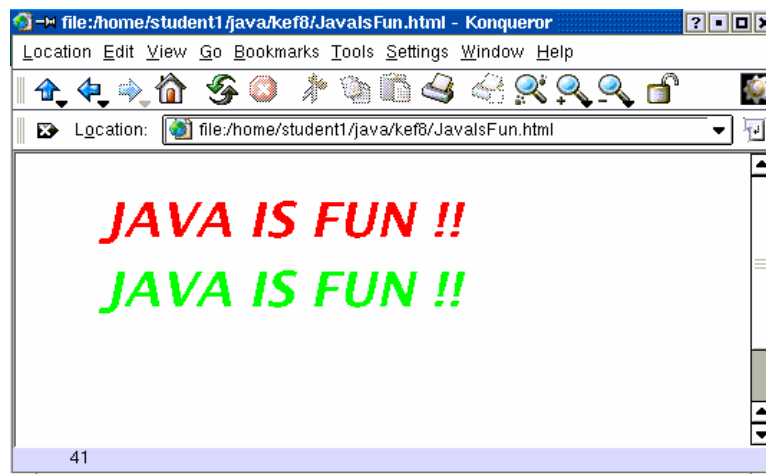 file:/home/student1/java/kef8/JavaIsFun.html - Konqueror
Location Edit View Go Bookmarks Tools Settings Window Help
Location: file:/home/student1/java/kef8/JavaIsFun.html
JAVA IS FUN !!
JAVA IS FUN !!
41